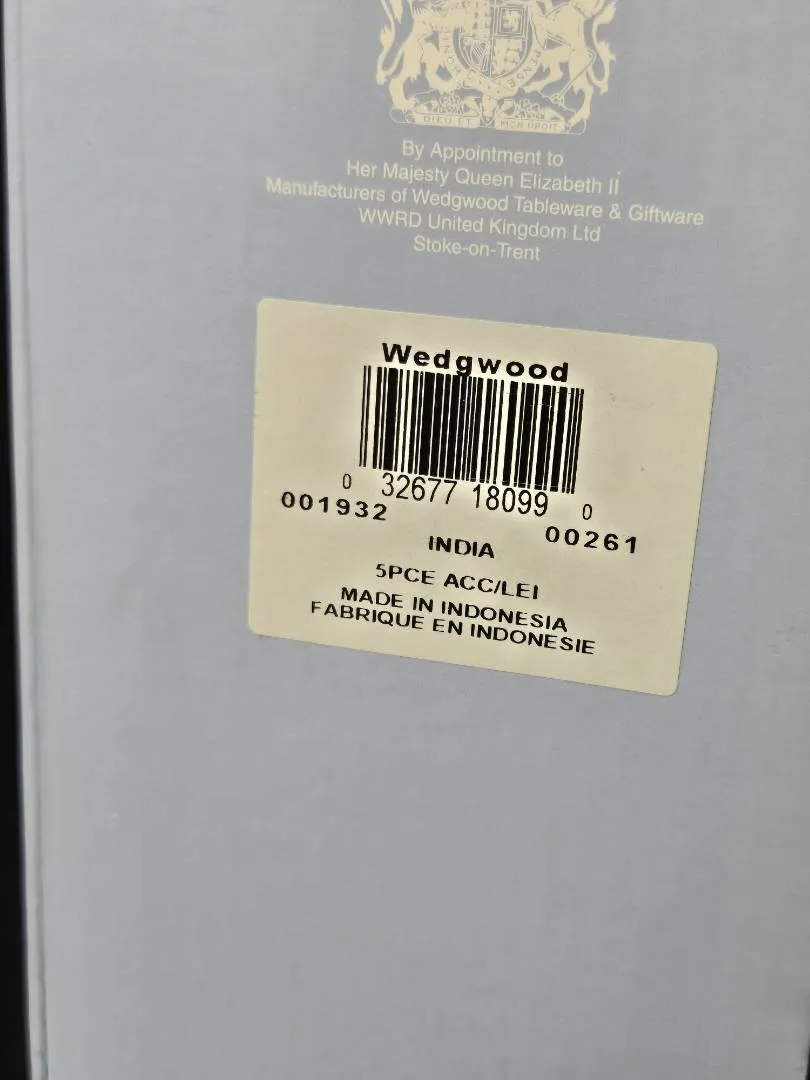 DIEU ET MON DROIT
By Appointment to
Her Majesty Queen Elizabeth II
Manufacturers of Wedgwood Tableware & Giftware
WWRD United Kingdom Ltd
Stoke-on-Trent
Wedgwood
0 32677 18099 0
001932 00261
INDIA
5PCE ACC/LEI
MADE IN INDONESIA
FABRIQUE EN INDONESIE